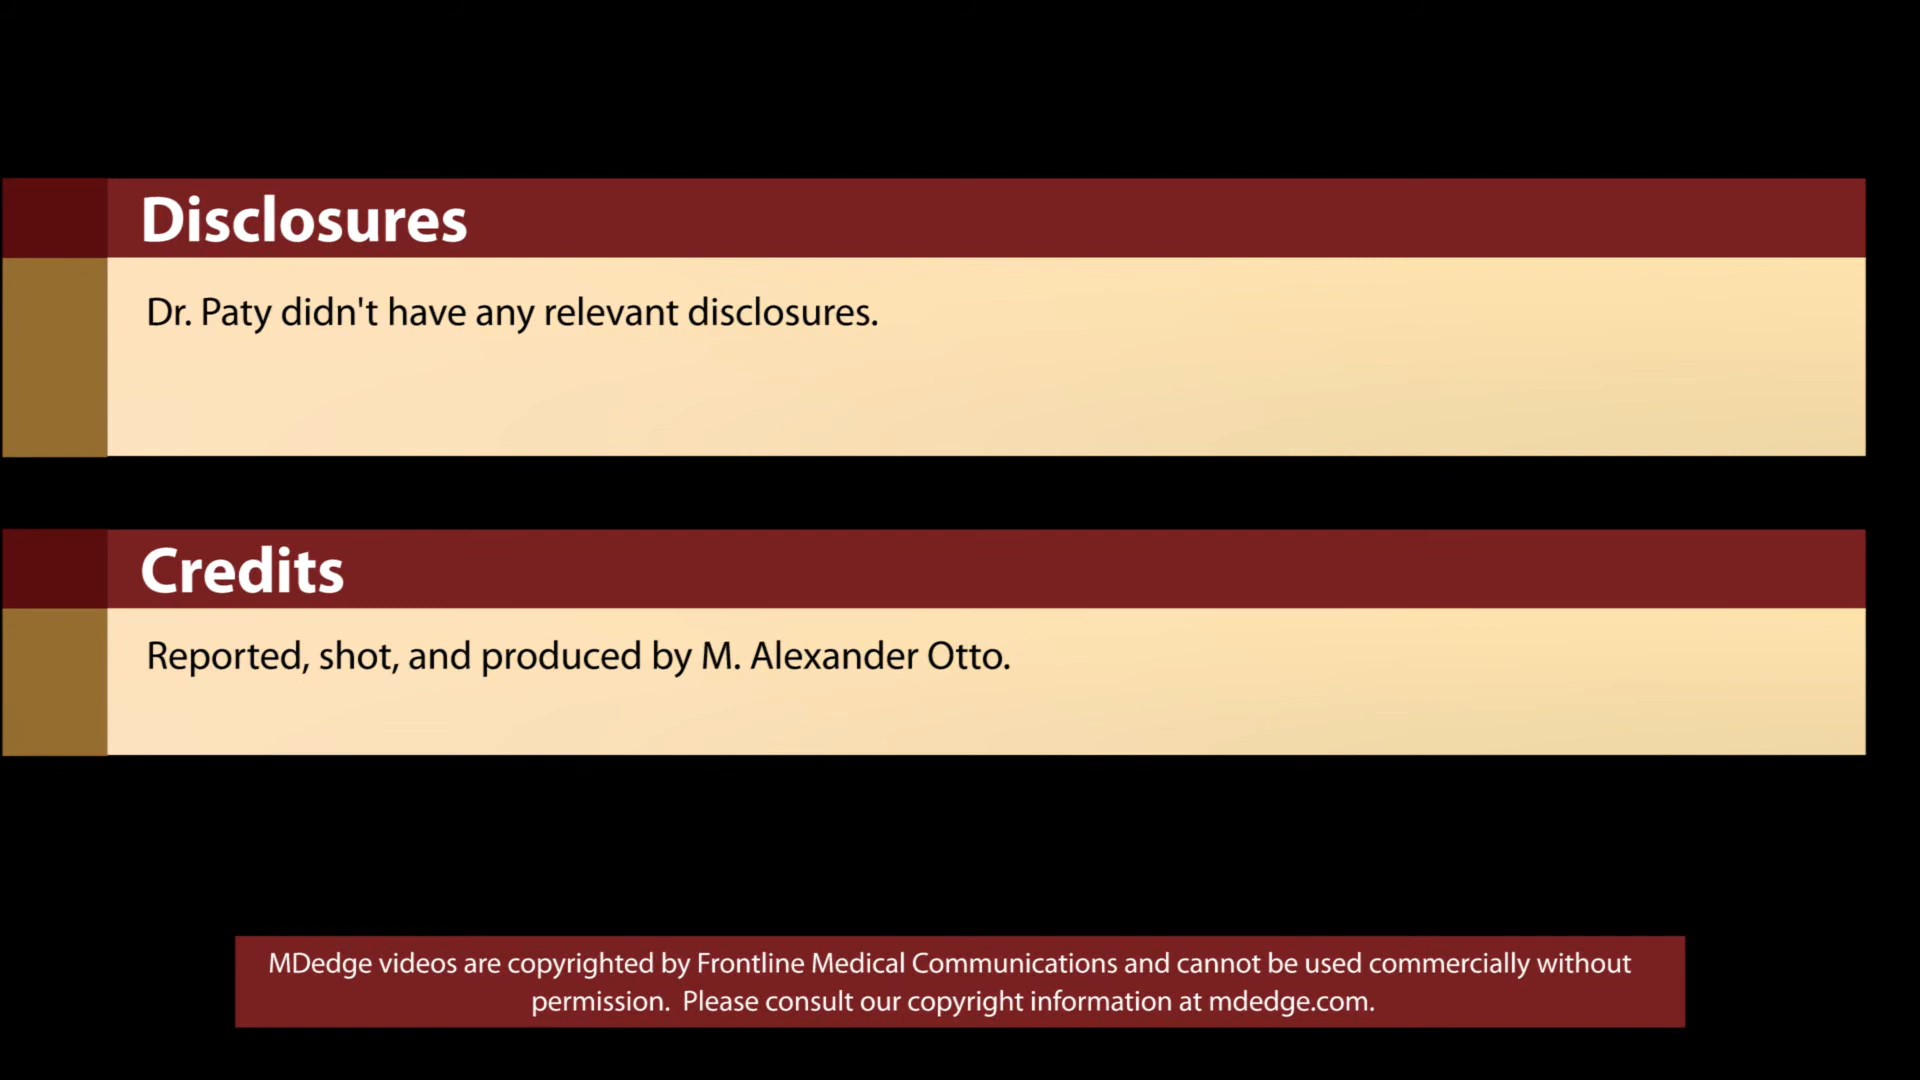 Disclosures
Dr. Paty didn't have any relevant disclosures.
Credits
Reported, shot, and produced by M. Alexander Otto.
MDedge videos are copyrighted by Frontline Medical Communications and cannot be used commercially without
permission.  Please consult our copyright information at mdedge.com.